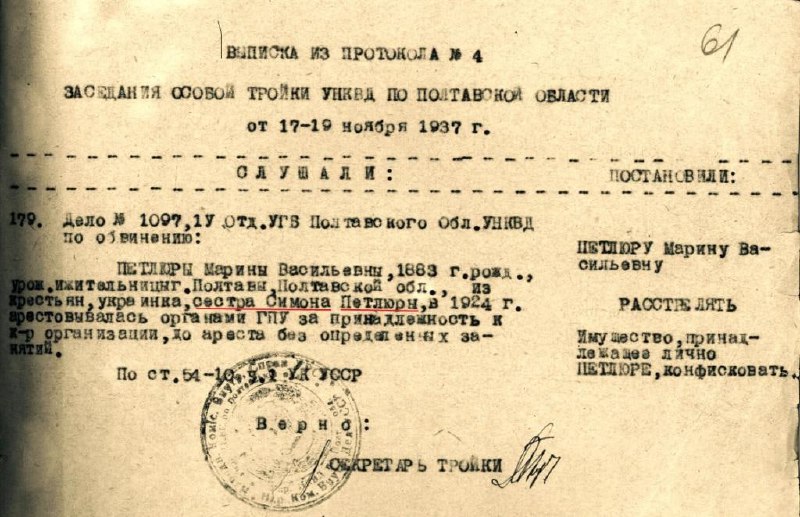 61
ВЫПИСКА ИЗ ПРОТОКОЛА № 4
ЗАСЕДАНИЯ ОСОБОЙ ТРОЙКИ УНКВД ПО ПОЛТАВСКОЙ ОБЛАСТИ
от 17-19 ноября 1937 г.
СЛУШАЛИ: ПОСТАНОВИЛИ:
179. Дело № 1097,1У Отд.УГБ Полтавского Обл.УНКВД
по обвинению:
ПЕТЛЮРЫ Марины Васильевны,1883 г.рожд.,
урож.ижительницыг.Полтавы,Полтавской обл., из
крестьян,украинка,сестра Симона Петлюры,в 1924 г.
арестовывалась органами ГПУ за принадлежность к
к-р организации,до ареста без определенных за-
нятий.
По ст.54-10 ч.1 УК УССР
ПЕТЛЮРУ Марину Ва-
сильевну
РАССТРЕЛЯТЬ
Имущество,принад-
лежащее лично
ПЕТЛЮРЕ,конфисковать.
Верно:
СЕКРЕТАРЬ ТРОЙКИ